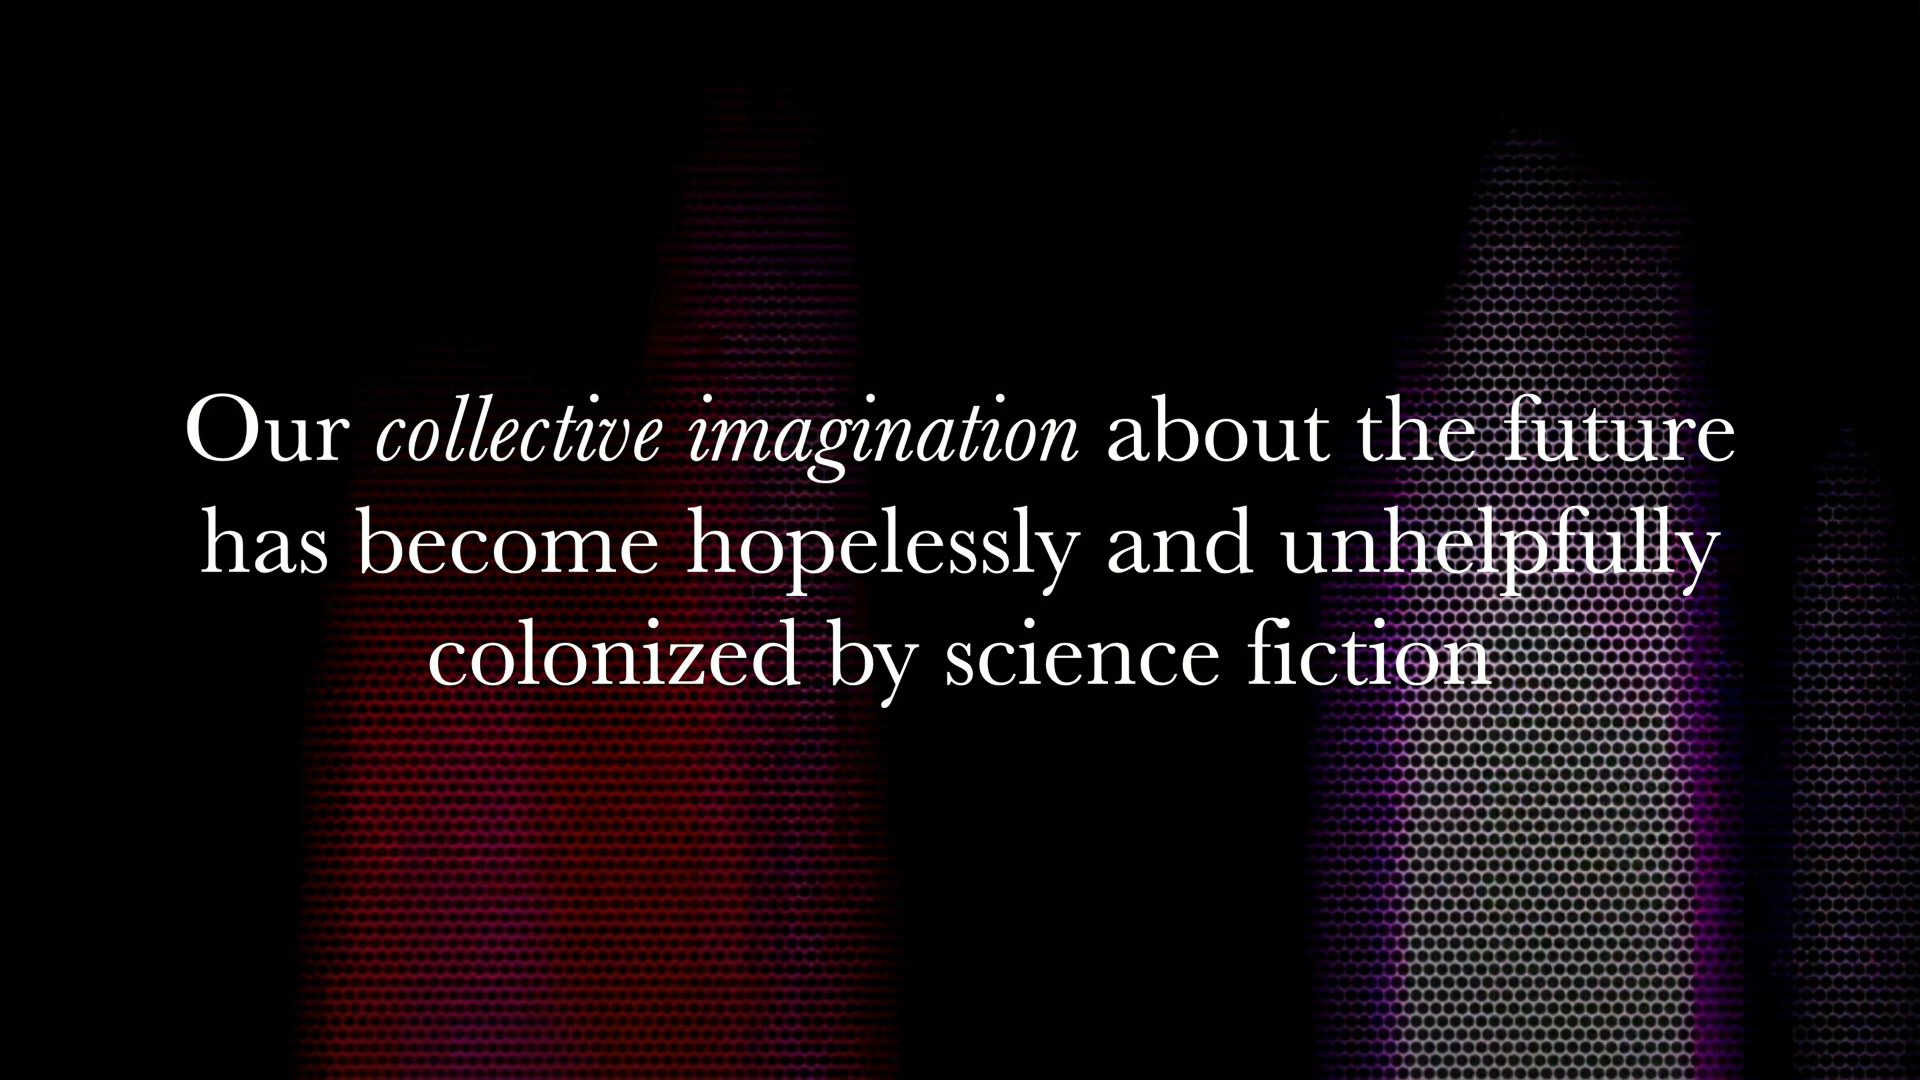 Our collective imagination about the future
has become hopelessly and unhelpfully
colonized by science fiction